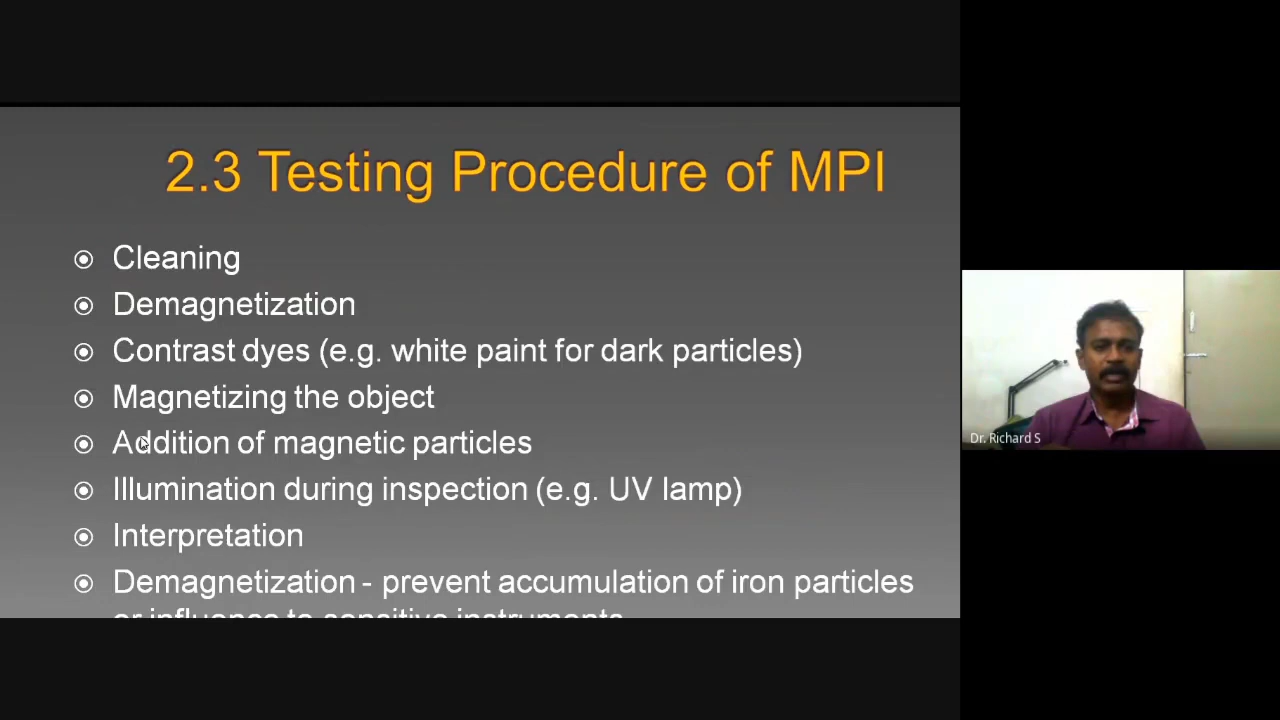 2.3 Testing Procedure of MPI
Cleaning
Demagnetization
Contrast dyes (e.g. white paint for dark particles)
Magnetizing the object
Addition of magnetic particles
Illumination during inspection (e.g. UV lamp)
Interpretation
Demagnetization - prevent accumulation of iron particles
or influence to sensitive instruments
Dr. Richard S